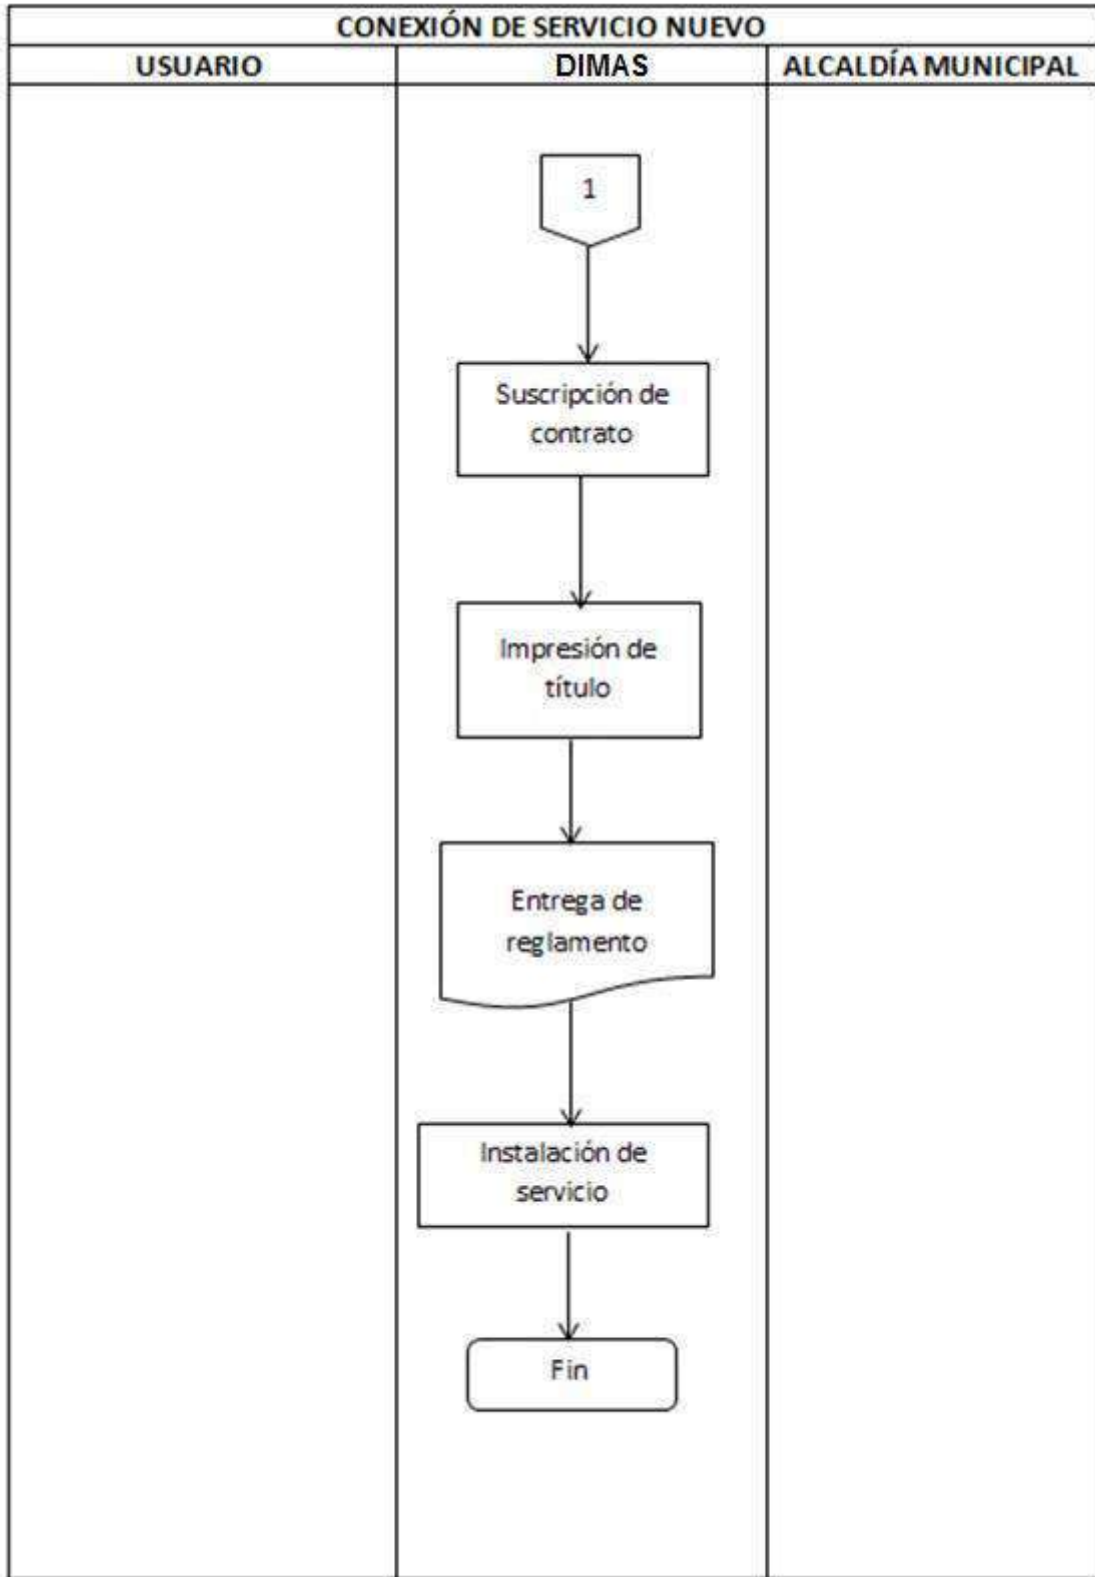 CONEXIÓN DE SERVICIO NUEVO
USUARIO
DIMAS
ALCALDÍA MUNICIPAL
1
Suscripción de
contrato
Impresión de
título
Entrega de
reglamento
Instalación de
servicio
Fin